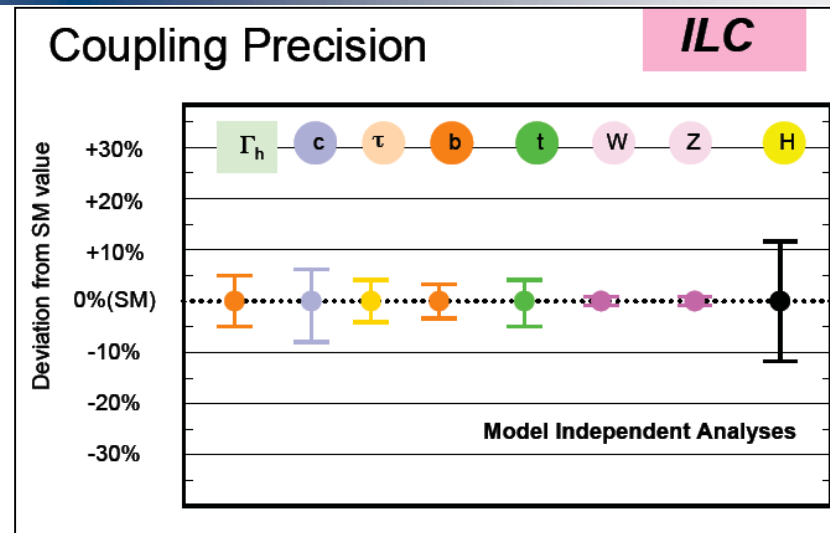 Coupling Precision
ILC
Deviation from SM value
+30%
+20%
+10%
0%(SM)
-10%
-20%
-30%
Γh c τ b t W Z H
Model Independent Analyses